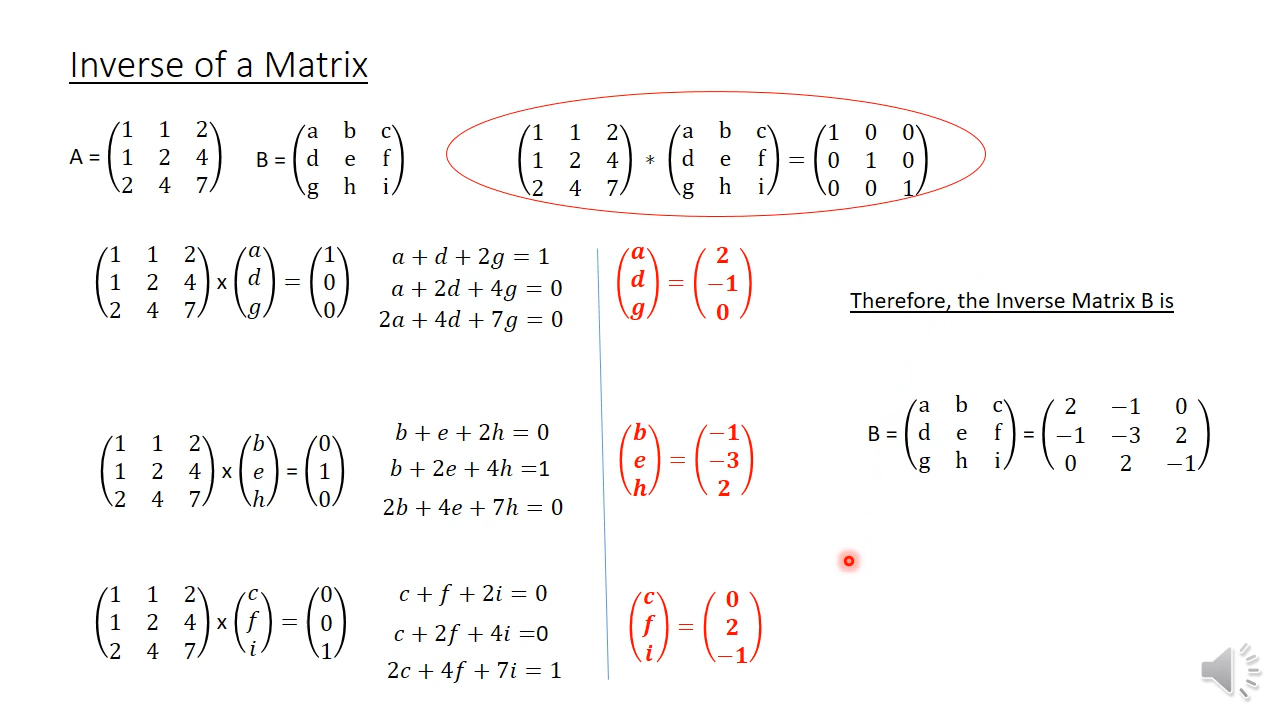 Inverse of a Matrix
A = (1 1 2
1 2 4
2 4 7)
B = (a b c
d e f
g h i)
(1 1 2
1 2 4
2 4 7) * (a b c
d e f
g h i) = (1 0 0
0 1 0
0 0 1)
(1 1 2
1 2 4
2 4 7) x (a
d
g) = (1
0
0)
a + d + 2g = 1
a + 2d + 4g = 0
2a + 4d + 7g = 0
(a
d
g) = (2
−1
0)
(1 1 2
1 2 4
2 4 7) x (b
e
h) = (0
1
0)
b + e + 2h = 0
b + 2e + 4h =1
2b + 4e + 7h = 0
(b
e
h) = (−1
−3
2)
(1 1 2
1 2 4
2 4 7) x (c
f
i) = (0
0
1)
c + f + 2i = 0
c + 2f + 4i =0
2c + 4f + 7i = 1
(c
f
i) = (0
2
−1)
Therefore, the Inverse Matrix B is
B = (a b c
d e f
g h i) = (2 −1 0
−1 −3 2
0 2 −1)